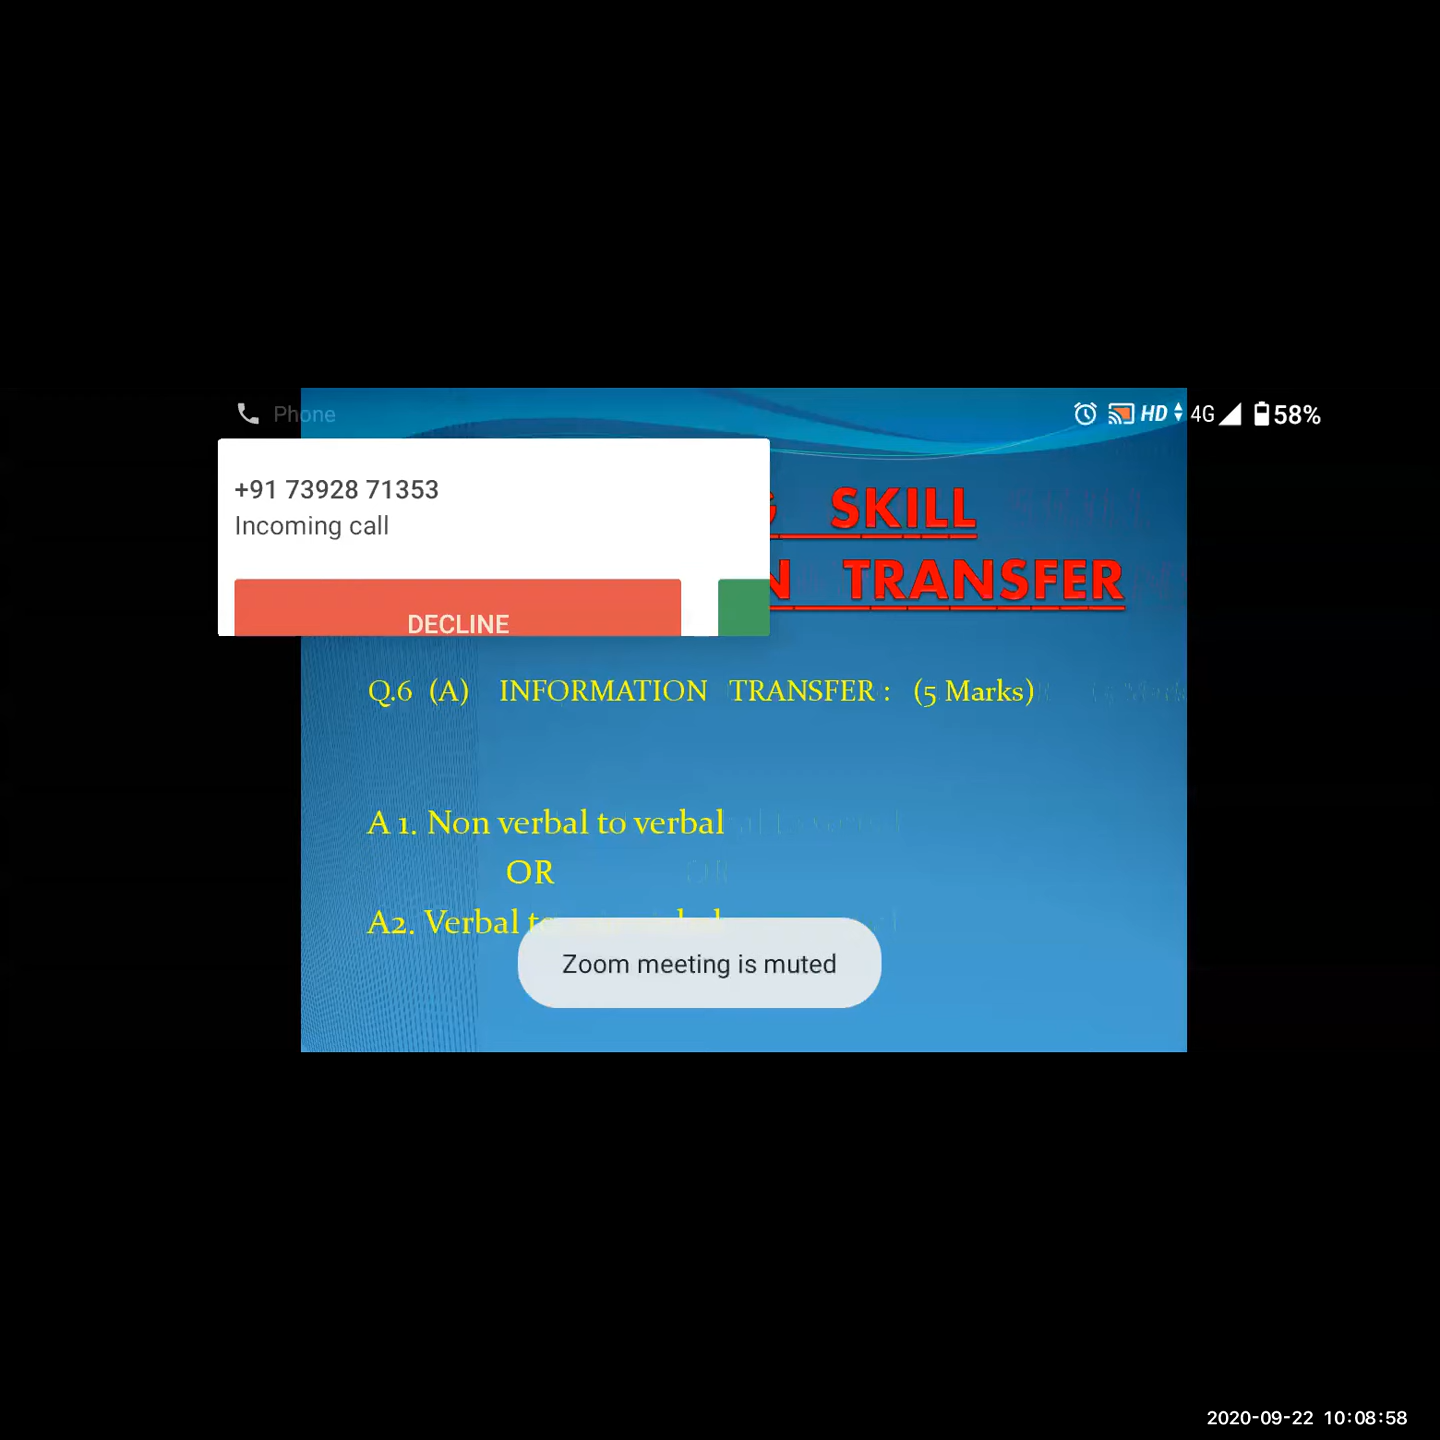 Phone
HD 4G 58%
+91 73928 71353
Incoming call
DECLINE
SKILL
TRANSFER
Q.6 (A) INFORMATION TRANSFER : (5 Marks)
A 1. Non verbal to verbal
OR
A2. Verbal to
Zoom meeting is muted
2020-09-22 10:08:58